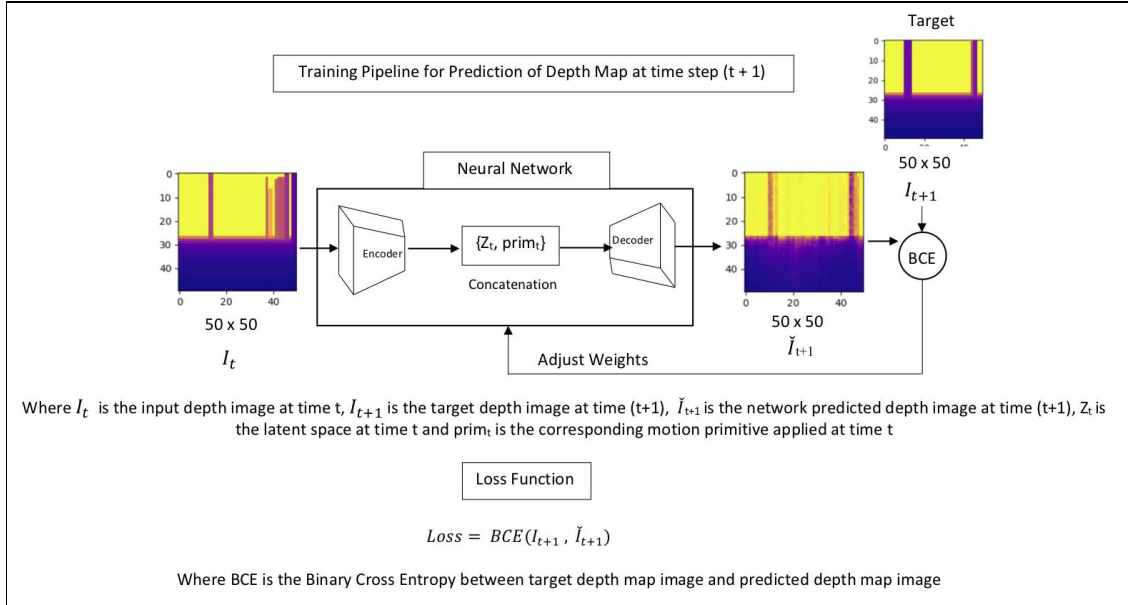 Target
0
10
20
30
40
0
40
50 x 50
I_{t+1}
Training Pipeline for Prediction of Depth Map at time step (t + 1)
Neural Network
0
10
20
30
40
0
20
40
50 x 50
I_t
Encoder
{Z_t, prim_t}
Concatenation
Decoder
0
10
20
30
40
0
20
40
50 x 50
Ǐ_{t+1}
BCE
Adjust Weights
Where I_t is the input depth image at time t, I_{t+1} is the target depth image at time (t+1), Ǐ_{t+1} is the network predicted depth image at time (t+1), Z_t is
the latent space at time t and prim_t is the corresponding motion primitive applied at time t
Loss Function
Loss = BCE(I_{t+1} , Ǐ_{t+1})
Where BCE is the Binary Cross Entropy between target depth map image and predicted depth map image